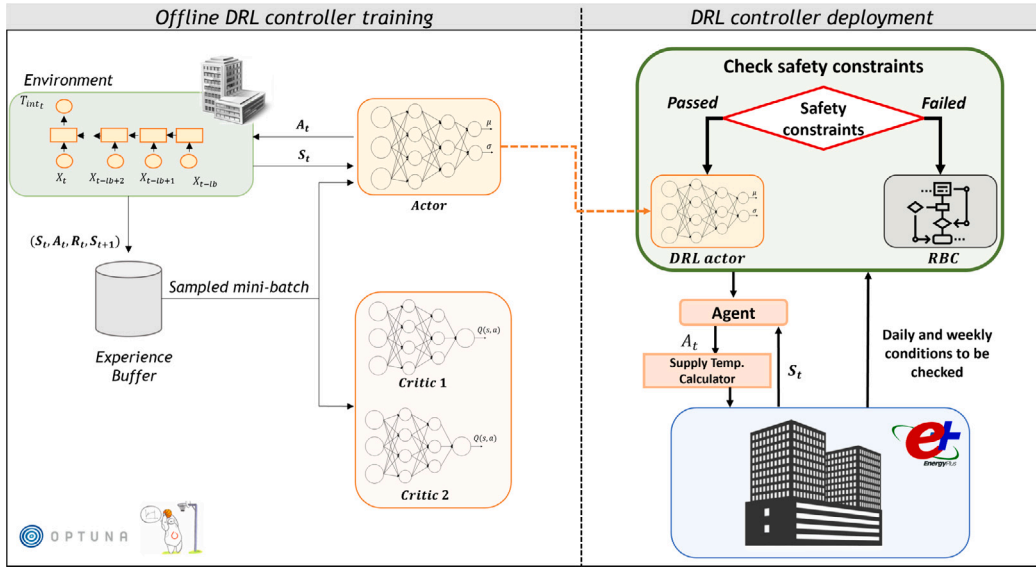 Offline DRL controller training
DRL controller deployment
Environment
T_int_t
X_t
X_t-lb+2
X_t-lb+1
X_t-lb
A_t
S_t
μ
σ
Actor
(S_t, A_t, R_t, S_t+1)
Sampled mini-batch
Experience
Buffer
Q(s,a)
Critic 1
Q(s,a)
Critic 2
OPTUNA
Check safety constraints
Passed
Failed
Safety
constraints
μ
σ
DRL actor
RBC
Agent
A_t
Supply Temp.
Calculator
S_t
Daily and weekly
conditions to be
checked
e+
EnergyPlus